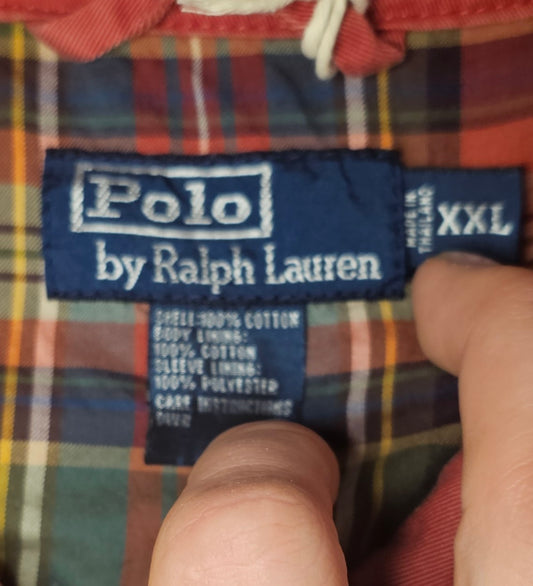 Polo
by Ralph Lauren
MADE IN
THAILAND
XXL
SHELL:100% COTTON
BODY LINING:
100% COTTON
SLEEVE LINING:
100% POLYESTER
CARE INSTRUCTIONS